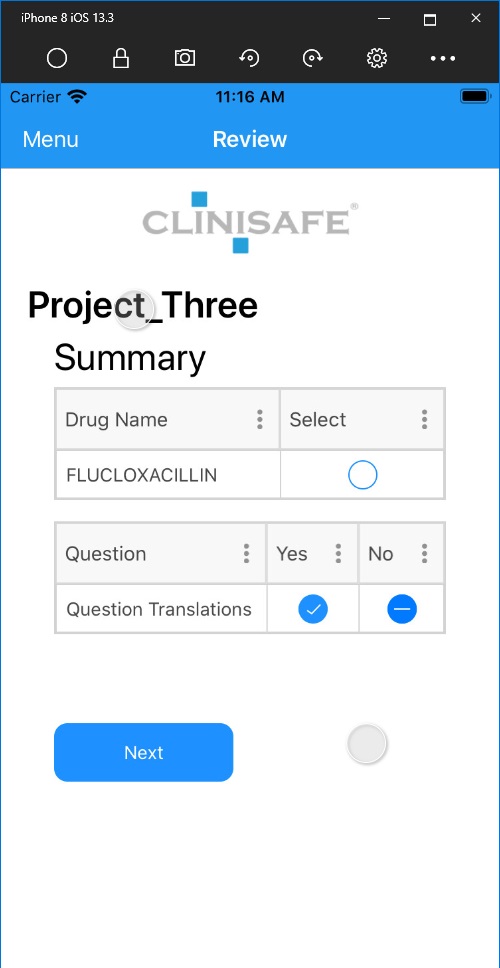 iPhone 8 iOS 13.3
Carrier 11:16 AM
Menu Review
CLINISAFE®
Project_Three
Summary
Drug Name Select
FLUCLOXACILLIN
Question Yes No
Question Translations
Next